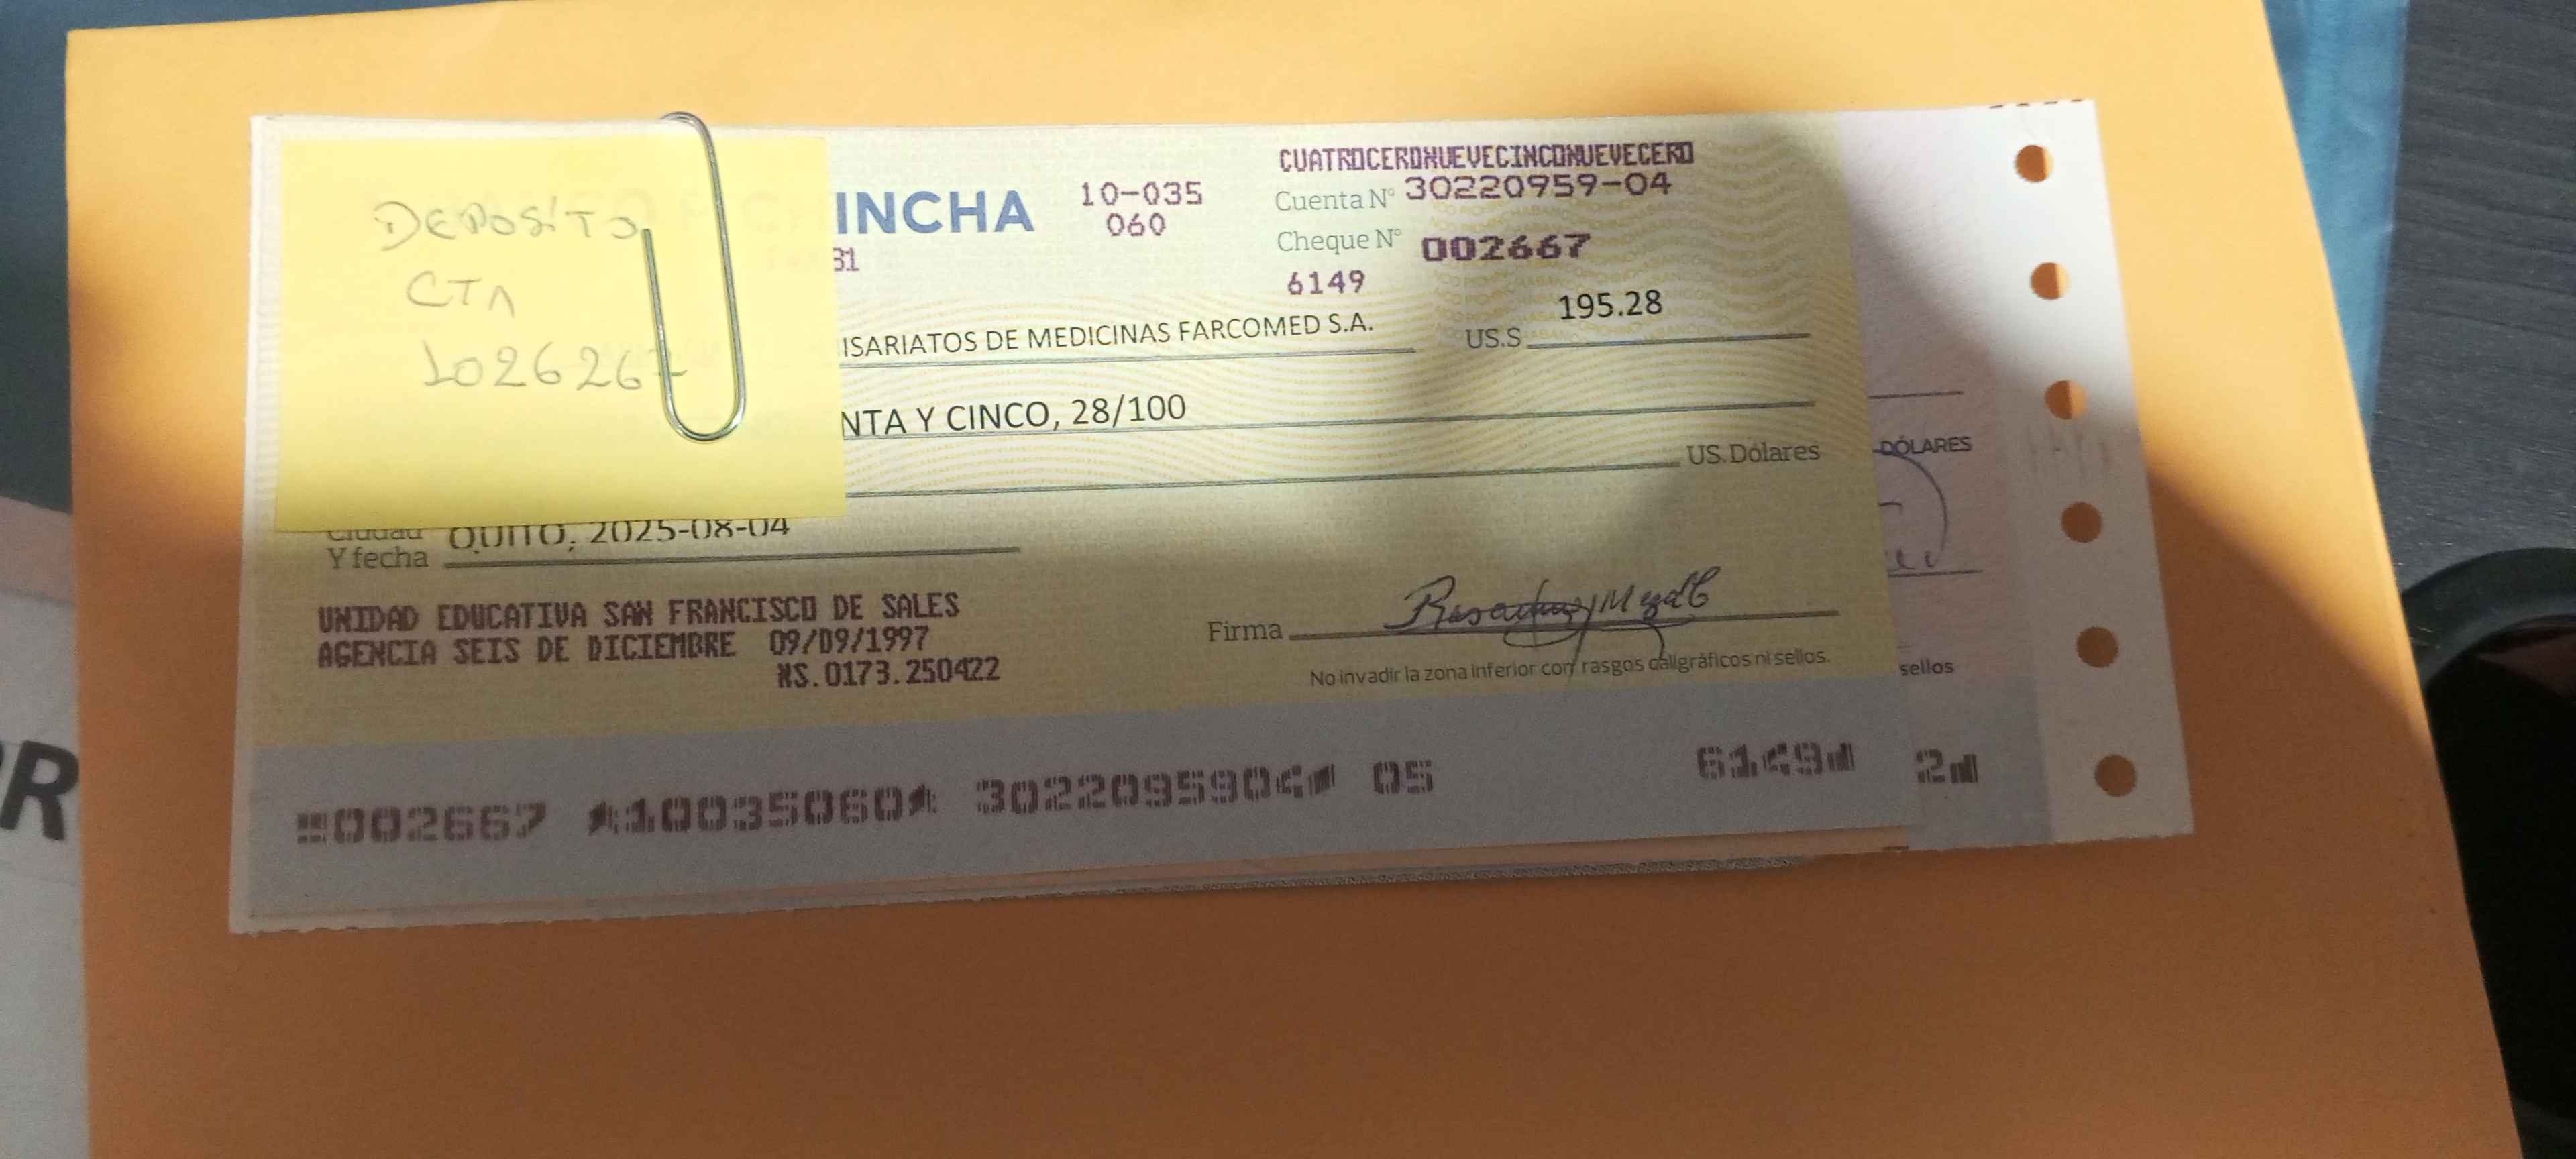 DEPOSITO
CTA
1026267
INCHA
10-035
060
31
CUATROCERONUEVECINCONUEVECERO
Cuenta N° 30220959-04
Cheque N° 002667
6149
ISARIATOS DE MEDICINAS FARCOMED S.A.
US.$ 195.28
NTA Y CINCO, 28/100
US.Dólares
DÓLARES
Ciudad
Y fecha QUITO, 2025-08-04
UNIDAD EDUCATIVA SAN FRANCISCO DE SALES
AGENCIA SEIS DE DICIEMBRE 09/09/1997
NS.0173.250422
Firma
No invadir la zona inferior con rasgos caligráficos ni sellos.
sellos
⑈002667 ⑆10035060⑆ 3022095904⑈ 05 6149⑈
2⑈
R